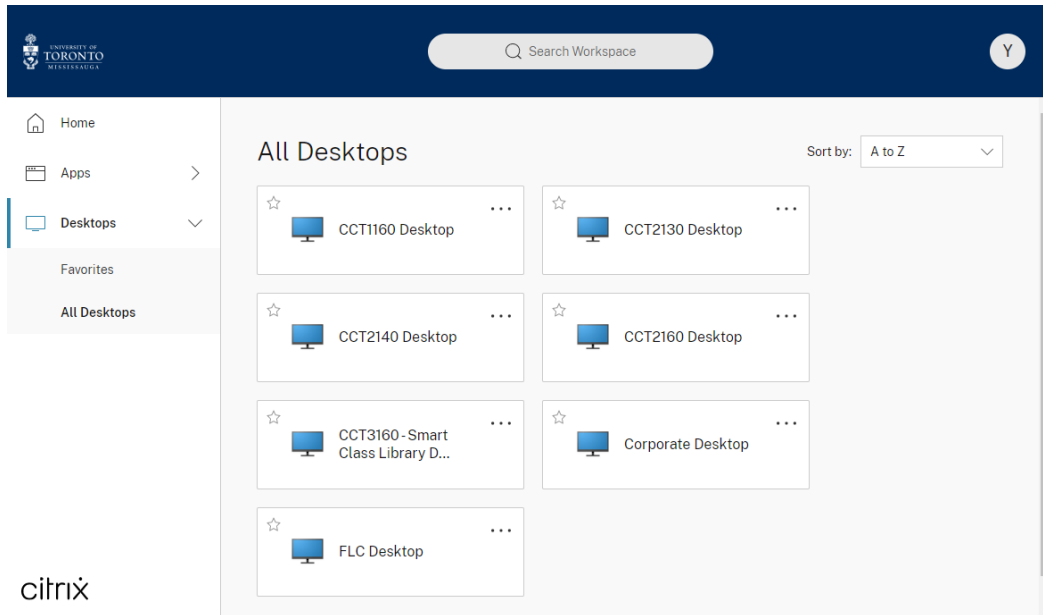 UNIVERSITY OF
TORONTO
MISSISSAUGA
Search Workspace
Y
Home
Apps
Desktops
Favorites
All Desktops
citrix
All Desktops
Sort by: A to Z
CCT1160 Desktop
CCT2130 Desktop
CCT2140 Desktop
CCT2160 Desktop
CCT3160 - Smart
Class Library D...
Corporate Desktop
FLC Desktop